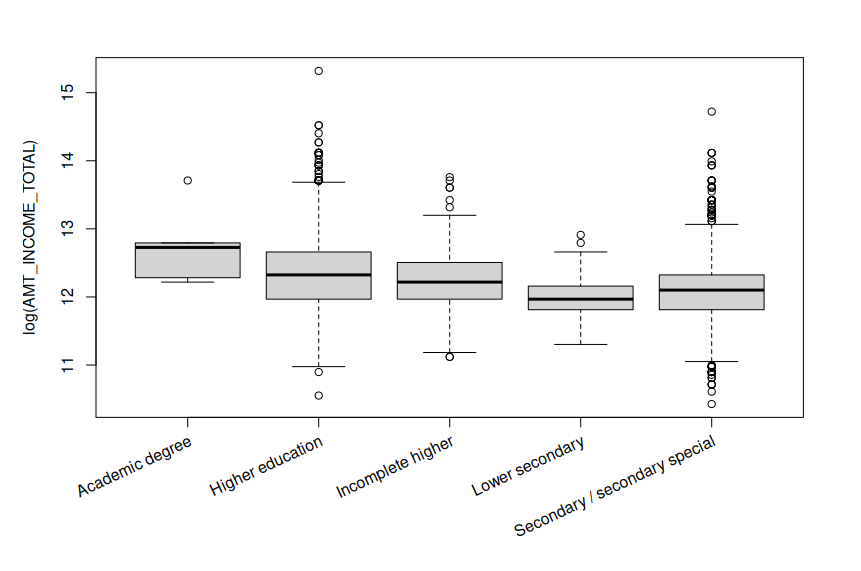 log(AMT_INCOME_TOTAL)
15
14
13
12
11
Academic degree
Higher education
Incomplete higher
Lower secondary
Secondary / secondary special